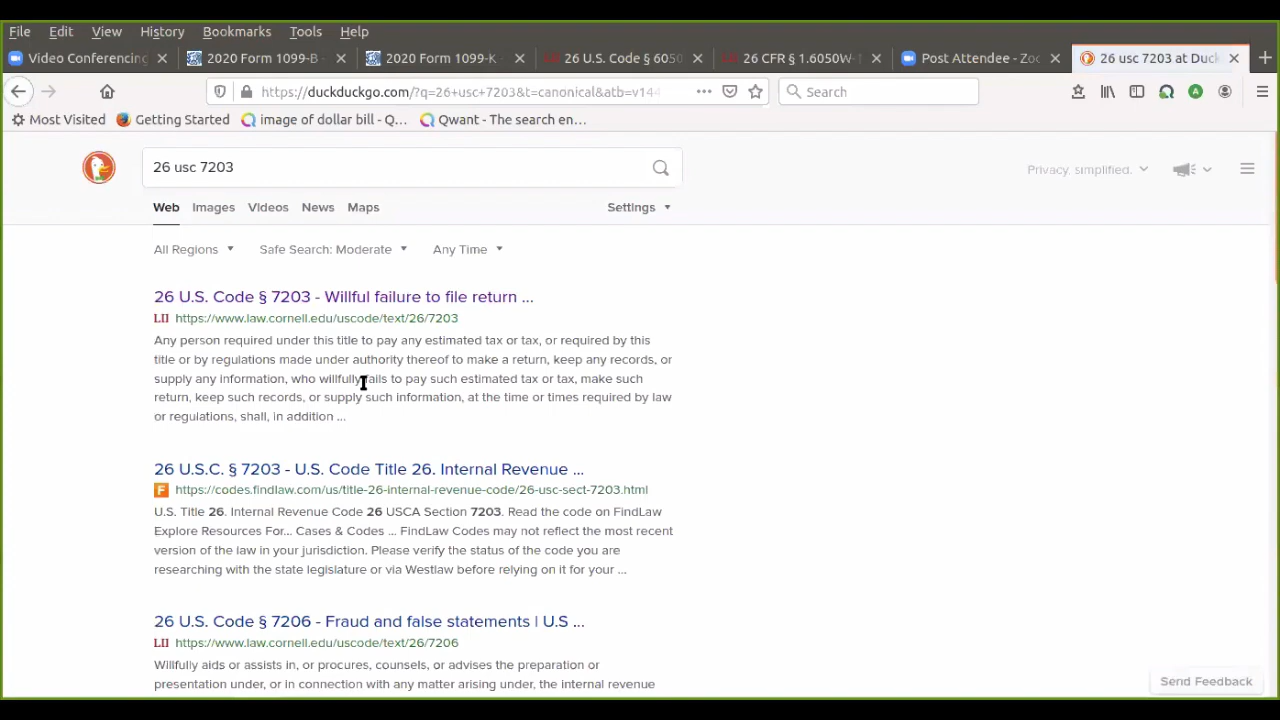 File Edit View History Bookmarks Tools Help
Video Conferencing 2020 Form 1099-B - 2020 Form 1099-K - 26 U.S. Code § 6050 26 CFR § 1.6050W- Post Attendee - Zoo 26 usc 7203 at Duck
https://duckduckgo.com/?q=26+usc+7203&t=canonical&atb=v144 Search
Most Visited Getting Started image of dollar bill - Q... Qwant - The search en...
26 usc 7203
Privacy, simplified.
Web Images Videos News Maps Settings
All Regions Safe Search: Moderate Any Time
26 U.S. Code § 7203 - Willful failure to file return ...
LII https://www.law.cornell.edu/uscode/text/26/7203
Any person required under this title to pay any estimated tax or tax, or required by this
title or by regulations made under authority thereof to make a return, keep any records, or
supply any information, who willfully fails to pay such estimated tax or tax, make such
return, keep such records, or supply such information, at the time or times required by law
or regulations, shall, in addition ...
26 U.S.C. § 7203 - U.S. Code Title 26. Internal Revenue ...
F https://codes.findlaw.com/us/title-26-internal-revenue-code/26-usc-sect-7203.html
U.S. Title 26. Internal Revenue Code 26 USCA Section 7203. Read the code on FindLaw
Explore Resources For... Cases & Codes ... FindLaw Codes may not reflect the most recent
version of the law in your jurisdiction. Please verify the status of the code you are
researching with the state legislature or via Westlaw before relying on it for your ...
26 U.S. Code § 7206 - Fraud and false statements | U.S ...
LII https://www.law.cornell.edu/uscode/text/26/7206
Willfully aids or assists in, or procures, counsels, or advises the preparation or
presentation under, or in connection with any matter arising under, the internal revenue
Send Feedback